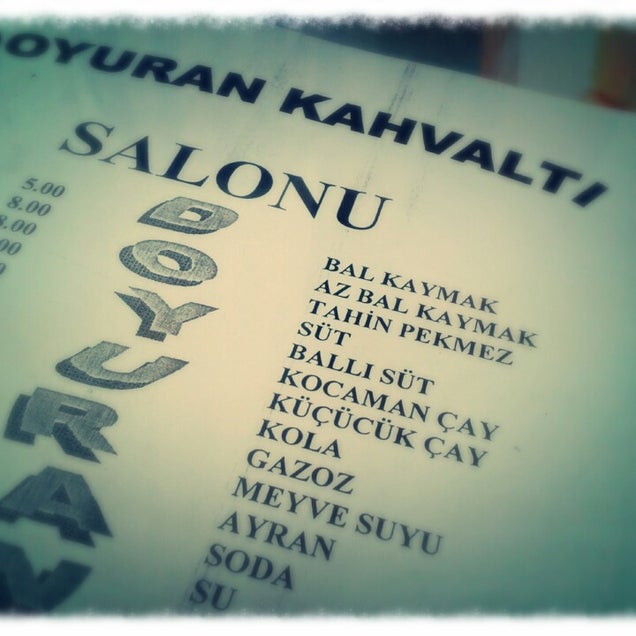 DOYURAN KAHVALTI
SALONU
5.00
8.00
8.00
DOYURAN
BAL KAYMAK
AZ BAL KAYMAK
TAHİN PEKMEZ
SÜT
BALLI SÜT
KOCAMAN ÇAY
KÜÇÜCÜK ÇAY
KOLA
GAZOZ
MEYVE SUYU
AYRAN
SODA
SU